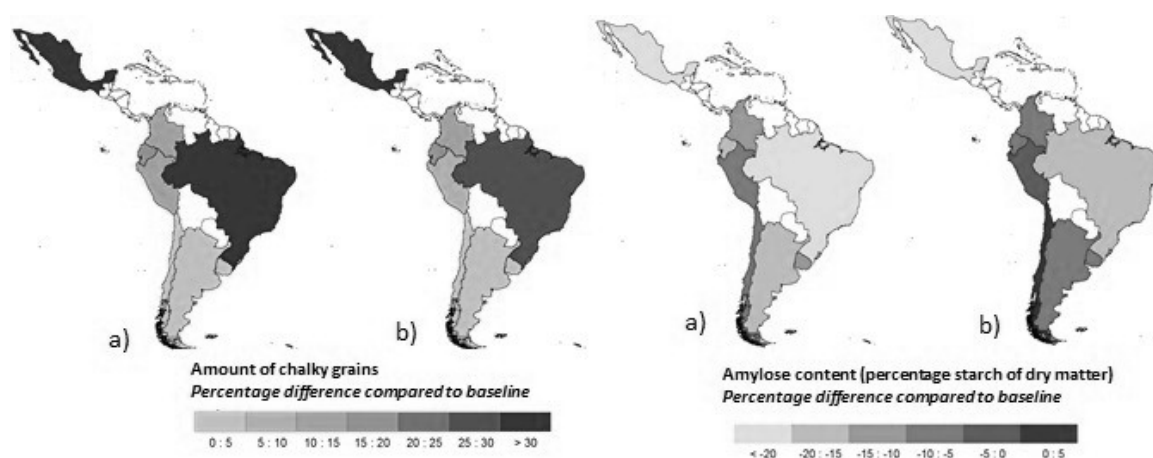 a)
b)
a)
b)
Amount of chalky grains
Percentage difference compared to baseline
0 : 5 5 : 10 10 : 15 15 : 20 20 : 25 25 : 30 > 30
Amylose content (percentage starch of dry matter)
Percentage difference compared to baseline
< -20 -20 : -15 -15 : -10 -10 : -5 -5 : 0 0 : 5